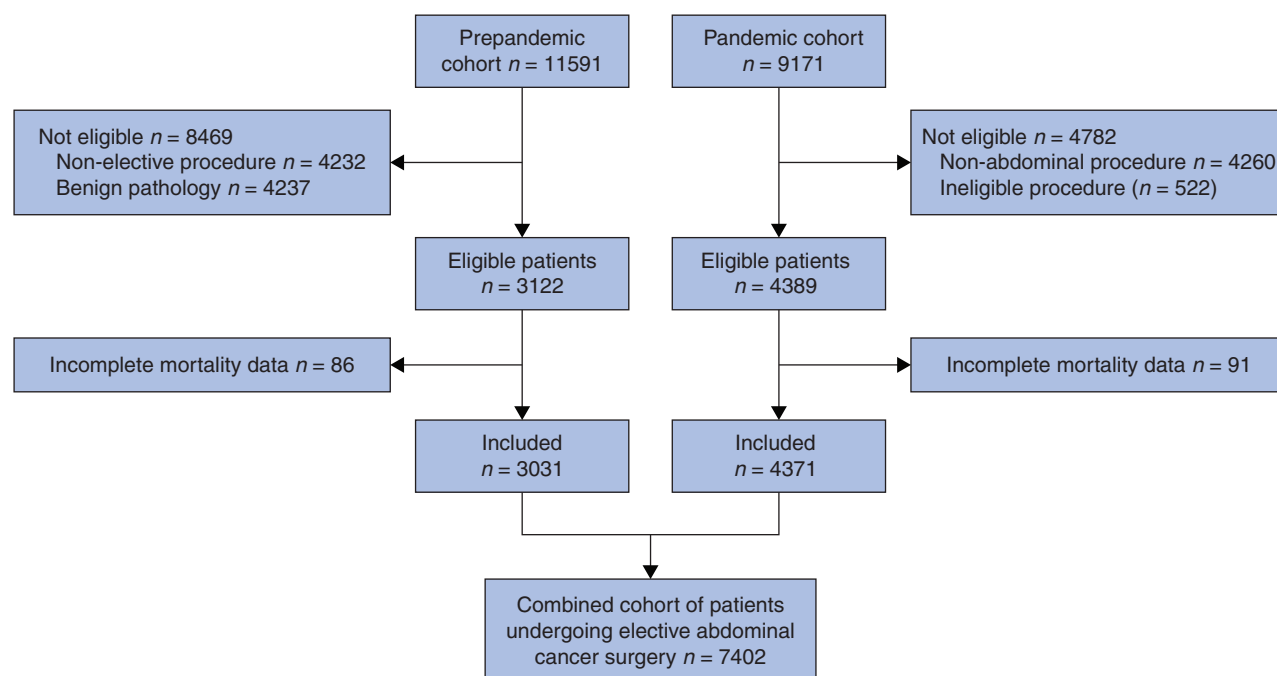 Prepandemic
cohort n = 11591
Pandemic cohort
n = 9171
Not eligible n = 8469
Non-elective procedure n = 4232
Benign pathology n = 4237
Not eligible n = 4782
Non-abdominal procedure n = 4260
Ineligible procedure (n = 522)
Eligible patients
n = 3122
Eligible patients
n = 4389
Incomplete mortality data n = 86
Incomplete mortality data n = 91
Included
n = 3031
Included
n = 4371
Combined cohort of patients
undergoing elective abdominal
cancer surgery n = 7402